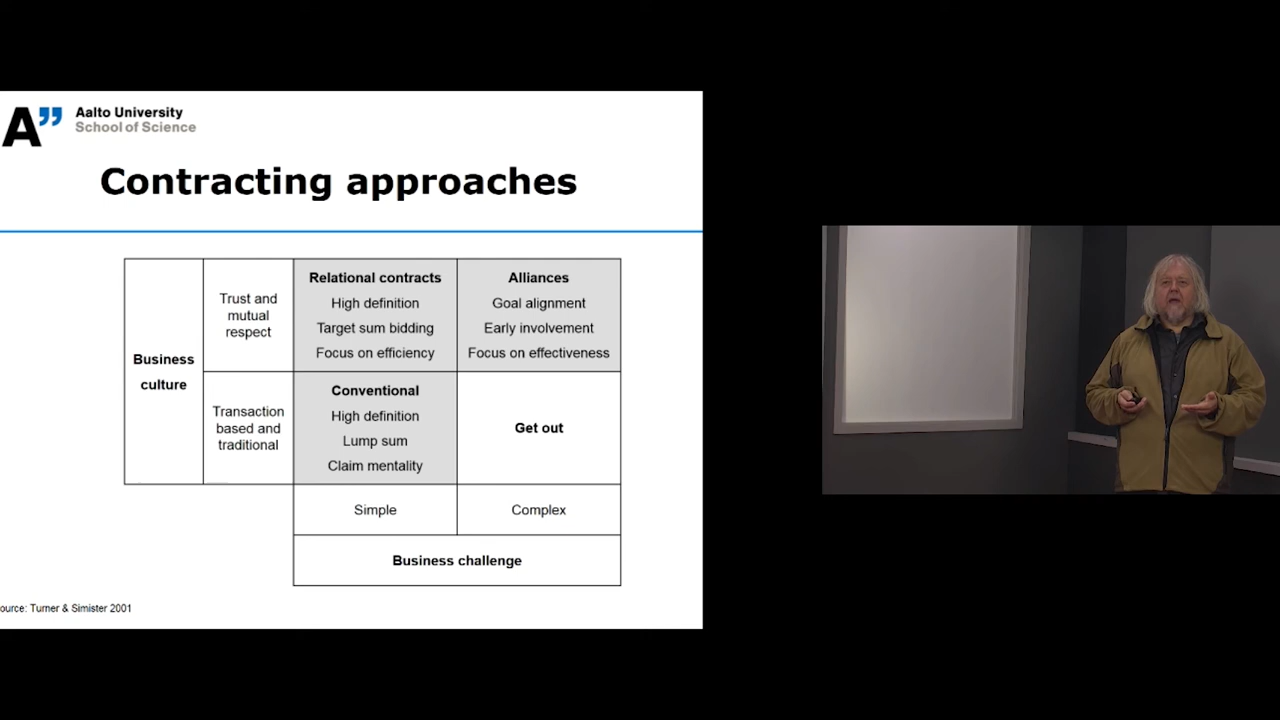 A”
Aalto University
School of Science
Contracting approaches
Business
culture
Trust and
mutual
respect
Relational contracts
High definition
Target sum bidding
Focus on efficiency
Alliances
Goal alignment
Early involvement
Focus on effectiveness
Transaction
based and
traditional
Conventional
High definition
Lump sum
Claim mentality
Get out
Simple
Complex
Business challenge
ource: Turner & Simister 2001